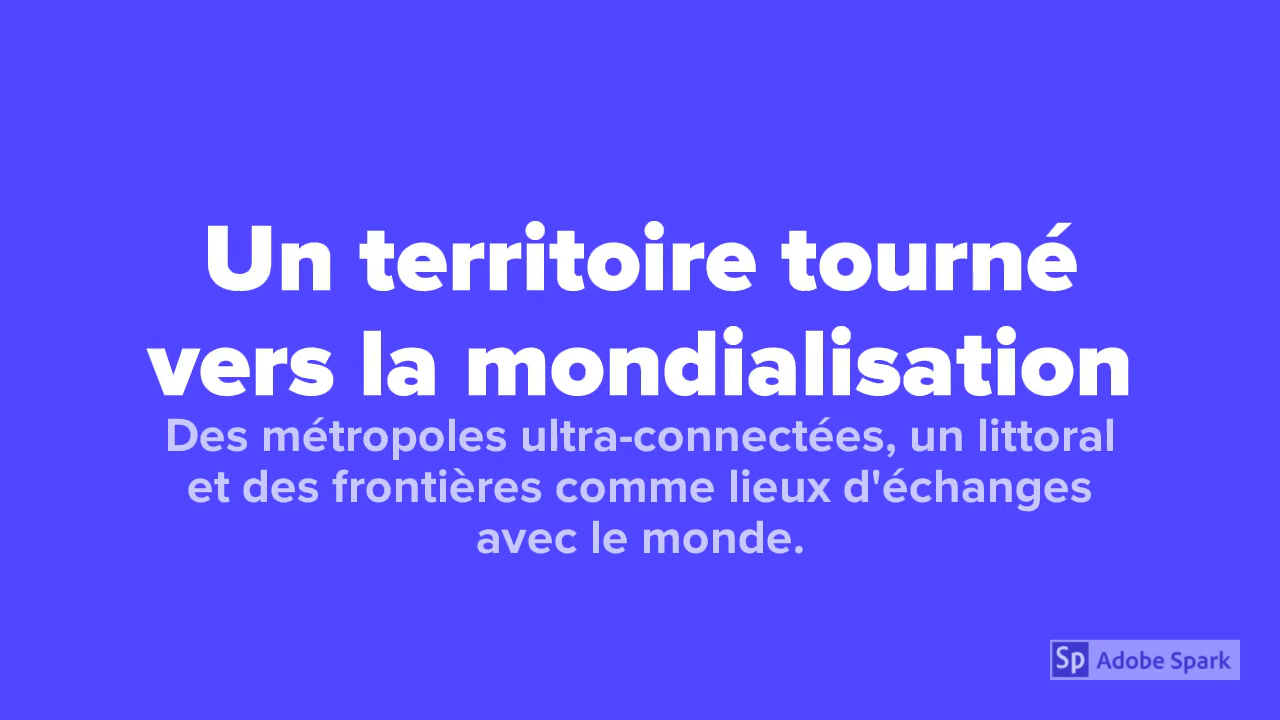 Un territoire tourné
vers la mondialisation
Des métropoles ultra-connectées, un littoral
et des frontières comme lieux d'échanges
avec le monde.
Sp Adobe Spark